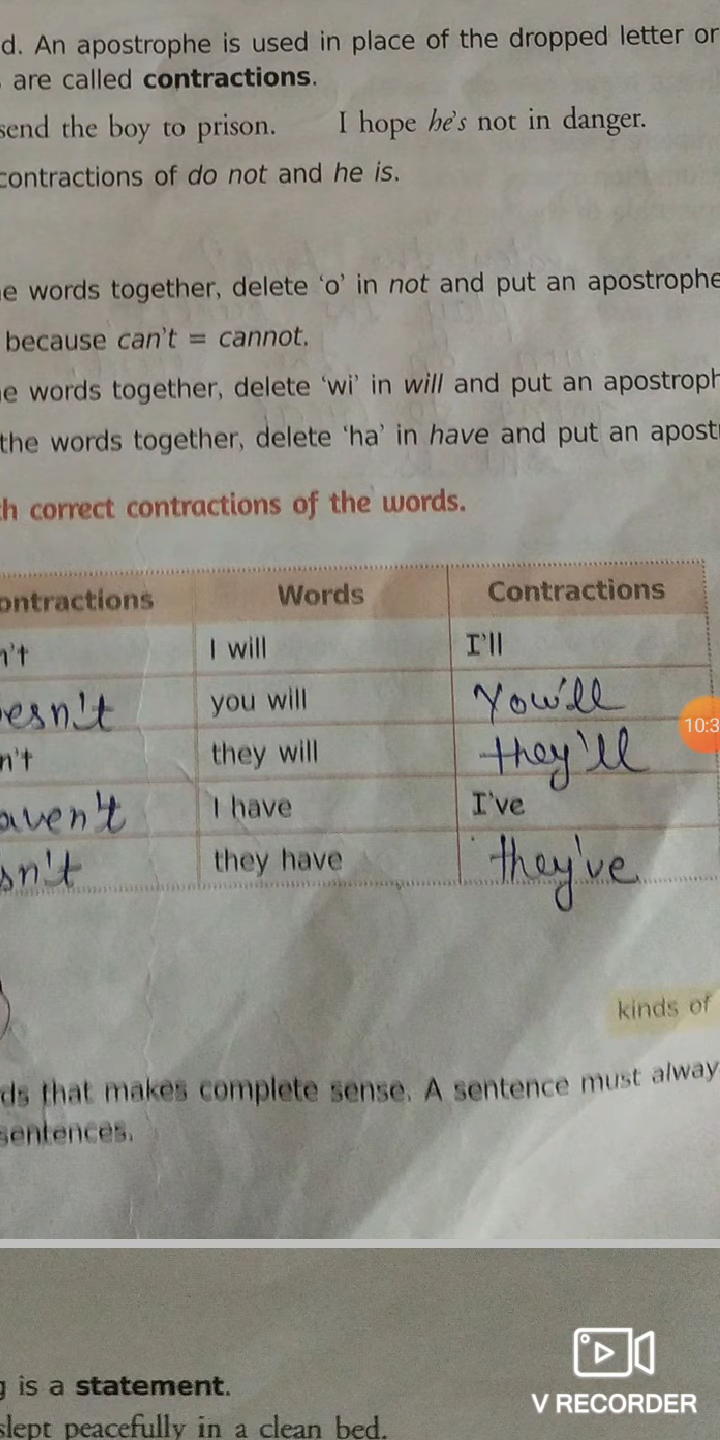 d. An apostrophe is used in place of the dropped letter or
are called contractions.
send the boy to prison. I hope he's not in danger.
contractions of do not and he is.
e words together, delete 'o' in not and put an apostrophe
because can't = cannot.
e words together, delete 'wi' in will and put an apostroph
the words together, delete 'ha' in have and put an apost
h correct contractions of the words.
ontractions Words Contractions
n't I will I'll
esn't you will You'll
n't they will they'll
aven't I have I've
sn't they have they've
kinds of
ds that makes complete sense. A sentence must alway
sentences.
g is a statement.
slept peacefully in a clean bed.
10:3
V RECORDER